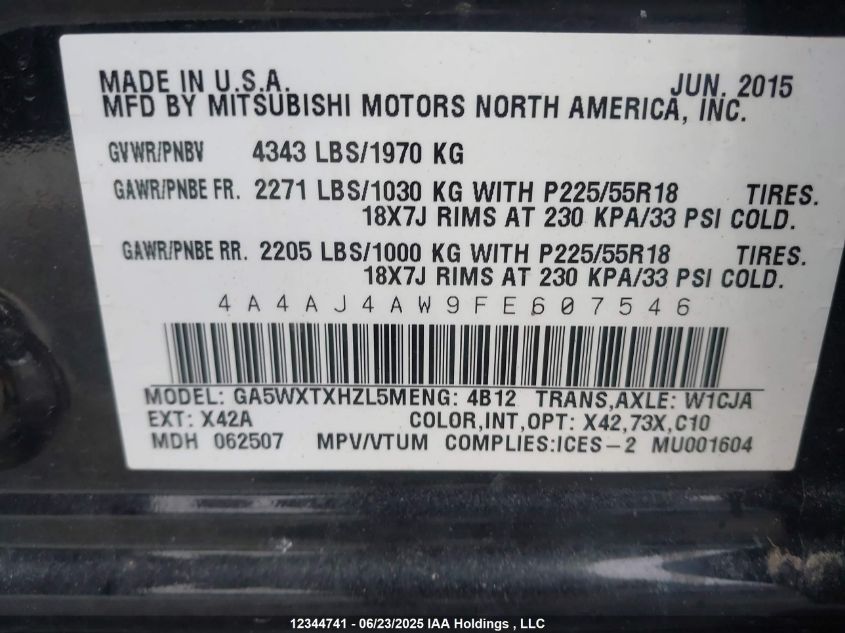 MADE IN U.S.A. JUN. 2015
MFD BY MITSUBISHI MOTORS NORTH AMERICA, INC.
GVWR/PNBV 4343 LBS/1970 KG
GAWR/PNBE FR. 2271 LBS/1030 KG WITH P225/55R18 TIRES.
18X7J RIMS AT 230 KPA/33 PSI COLD.
GAWR/PNBE RR. 2205 LBS/1000 KG WITH P225/55R18 TIRES.
18X7J RIMS AT 230 KPA/33 PSI COLD.
4A4AJ4AW9FE607546
MODEL: GA5WXTXHZL5MENG: 4B12 TRANS,AXLE: W1CJA
EXT: X42A COLOR,INT,OPT: X42,73X,C10
MDH 062507 MPV/VTUM COMPLIES:ICES-2 MU001604
12344741 - 06/23/2025 IAA Holdings , LLC